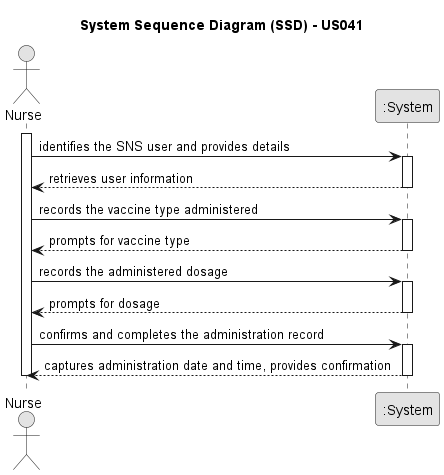 System Sequence Diagram (SSD) - US041
Nurse
:System
identifies the SNS user and provides details
retrieves user information
records the vaccine type administered
prompts for vaccine type
records the administered dosage
prompts for dosage
confirms and completes the administration record
captures administration date and time, provides confirmation
Nurse
:System